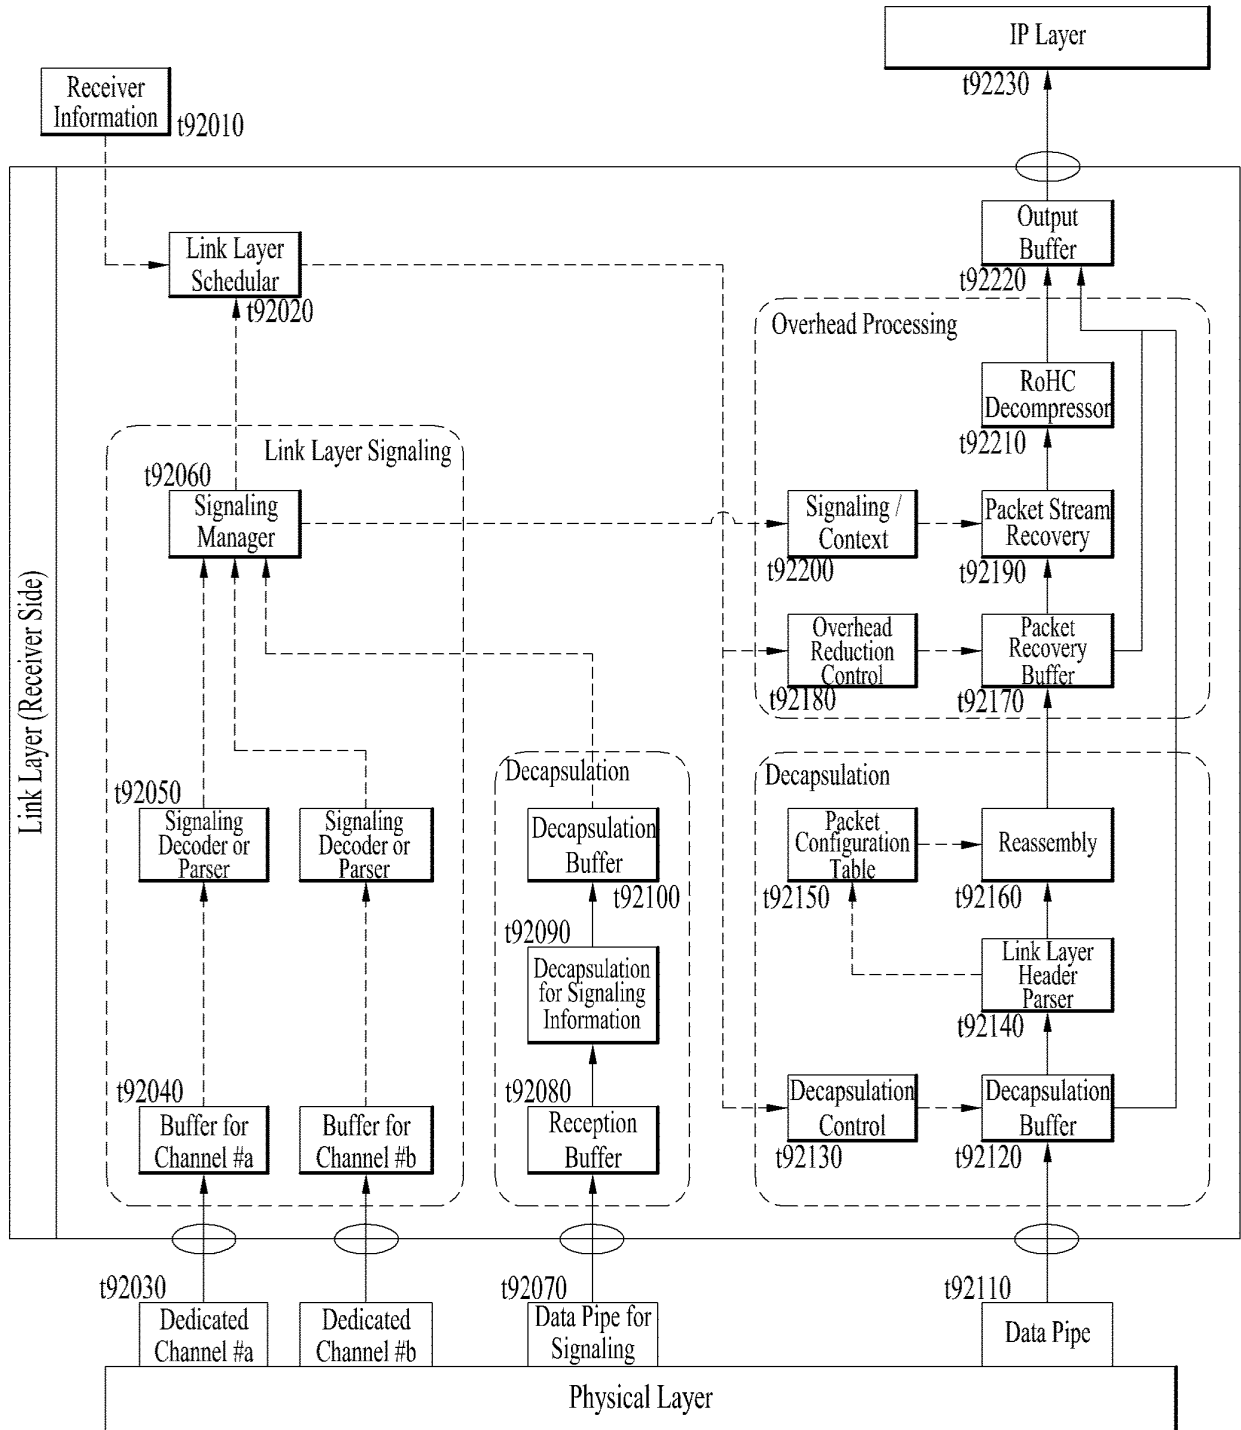 IP Layer
t92230
Receiver
Information
t92010
Link Layer (Receiver Side)
Output
Buffer
t92220
Link Layer
Schedular
t92020
Overhead Processing
RoHC
Decompressor
t92210
Link Layer Signaling
t92060
Signaling
Manager
Signaling /
Context
t92200
Packet Stream
Recovery
t92190
Overhead
Reduction
Control
t92180
Packet
Recovery
Buffer
t92170
Decapsulation
Decapsulation
t92050
Signaling
Decoder or
Parser
Signaling
Decoder or
Parser
Decapsulation
Buffer
t92100
Packet
Configuration
Table
t92150
Reassembly
t92160
t92090
Decapsulation
for Signaling
Information
Link Layer
Header
Parser
t92140
t92040
Buffer for
Channel #a
Buffer for
Channel #b
t92080
Reception
Buffer
Decapsulation
Control
t92130
Decapsulation
Buffer
t92120
t92030
Dedicated
Channel #a
Dedicated
Channel #b
t92070
Data Pipe for
Signaling
t92110
Data Pipe
Physical Layer